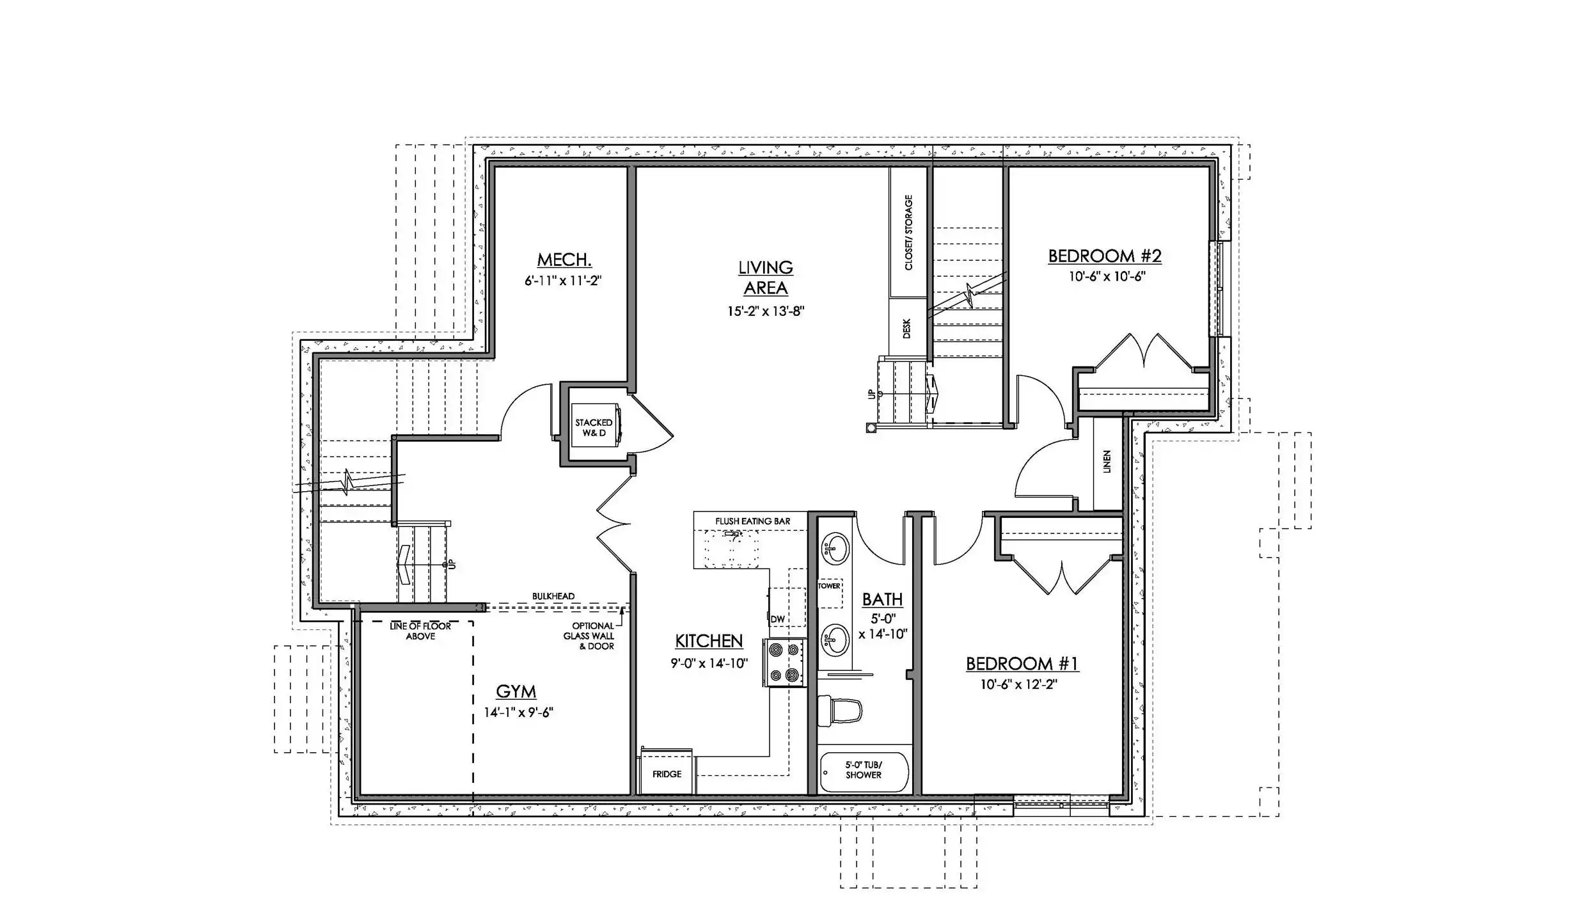 MECH.
6'-11" x 11'-2"
LIVING
AREA
15'-2" x 13'-8"
CLOSET/ STORAGE
DESK
UP
BEDROOM #2
10'-6" x 10'-6"
STACKED
W& D
LINEN
FLUSH EATING BAR
UP
BULKHEAD
LINE OF FLOOR
ABOVE
OPTIONAL
GLASS WALL
& DOOR
TOWER
DW
BATH
5'-0"
x 14'-10"
KITCHEN
9'-0" x 14'-10"
BEDROOM #1
10'-6" x 12'-2"
GYM
14'-1" x 9'-6"
FRIDGE
5'-0" TUB/
SHOWER